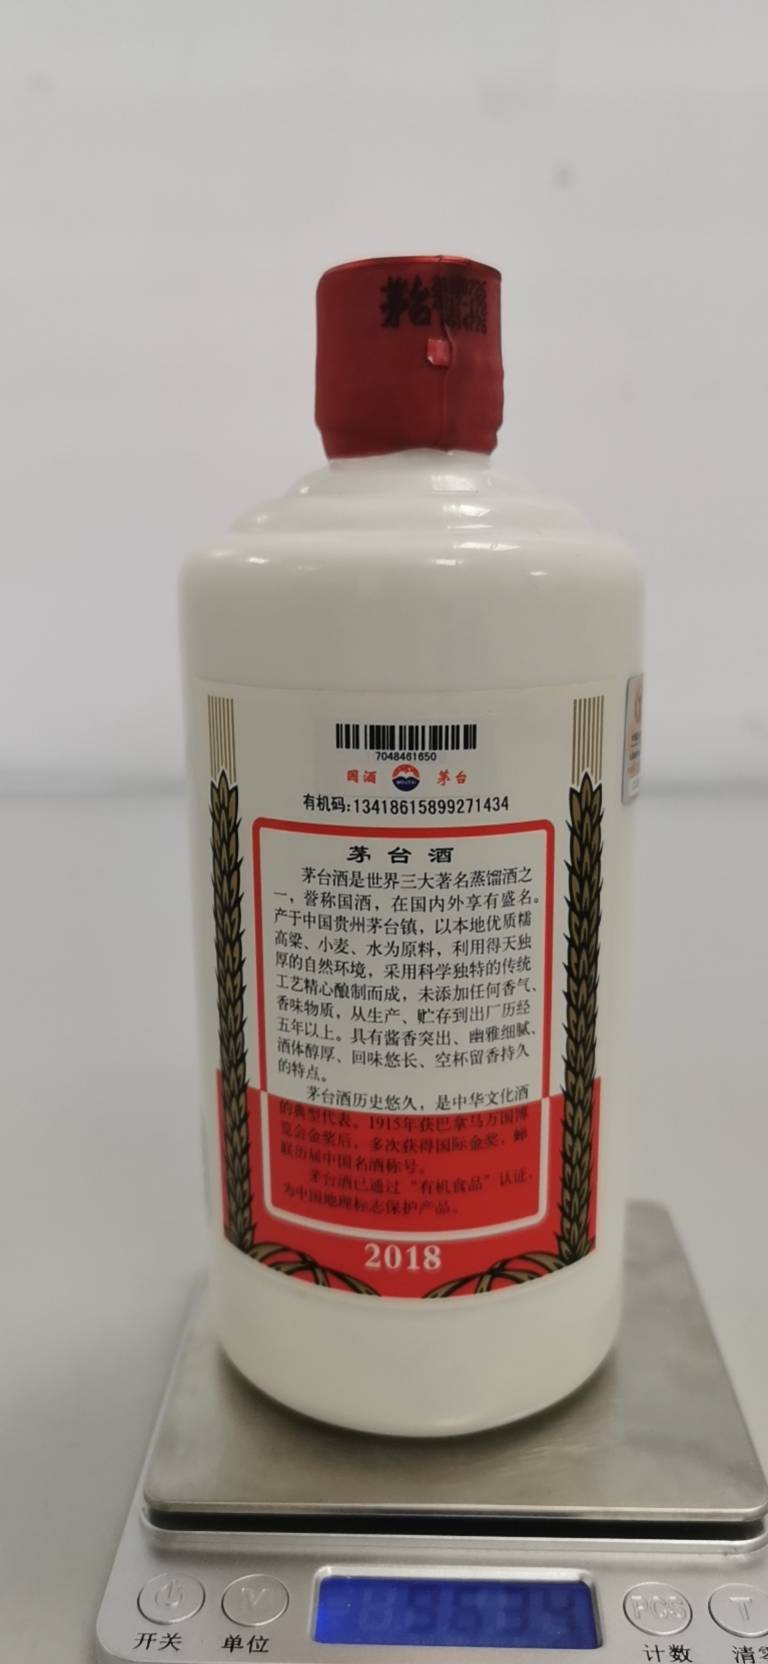 茅台
7048461650
国酒 茅台
有机码:13418615899271434
茅台酒
茅台酒是世界三大著名蒸馏酒之
一，誉称国酒，在国内外享有盛名。
产于中国贵州茅台镇，以本地优质糯
高粱、小麦、水为原料，利用得天独
厚的自然环境，采用科学独特的传统
工艺精心酿制而成，未添加任何香气、
香味物质，从生产、贮存到出厂历经
五年以上。具有酱香突出、幽雅细腻、
酒体醇厚、回味悠长、空杯留香持久
的特点。
茅台酒历史悠久，是中华文化酒
的典型代表。1915年获巴拿马万国博
览会金奖后，多次获得国际金奖，蝉
联历届中国名酒称号。
茅台酒已通过“有机食品”认证，
为中国地理标志保护产品。
2018
开关 单位 PCS 计数 T 清零